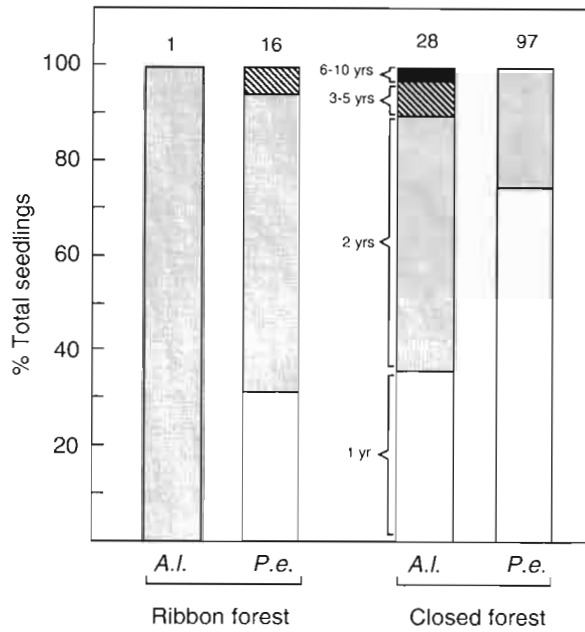 1 16 28 97
100
80
60
40
20
% Total seedlings
6-10 yrs
3-5 yrs
2 yrs
1 yr
A.l. P.e. A.l. P.e.
Ribbon forest Closed forest